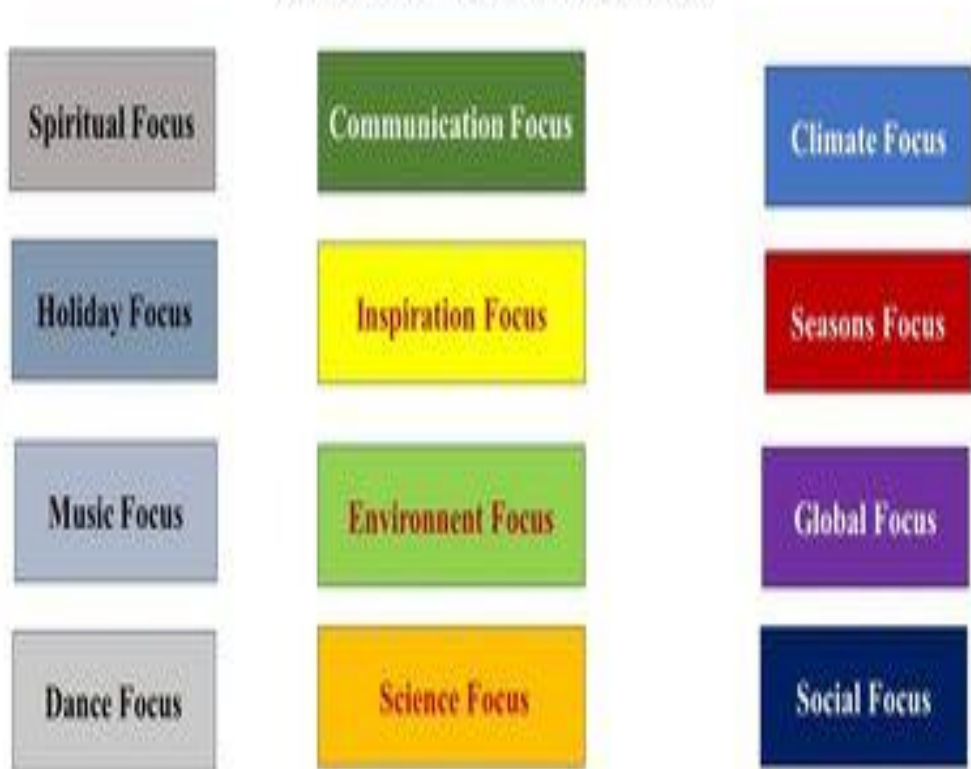 Spiritual Focus
Communication Focus
Climate Focus
Holiday Focus
Inspiration Focus
Seasons Focus
Music Focus
Environnent Focus
Global Focus
Dance Focus
Science Focus
Social Focus